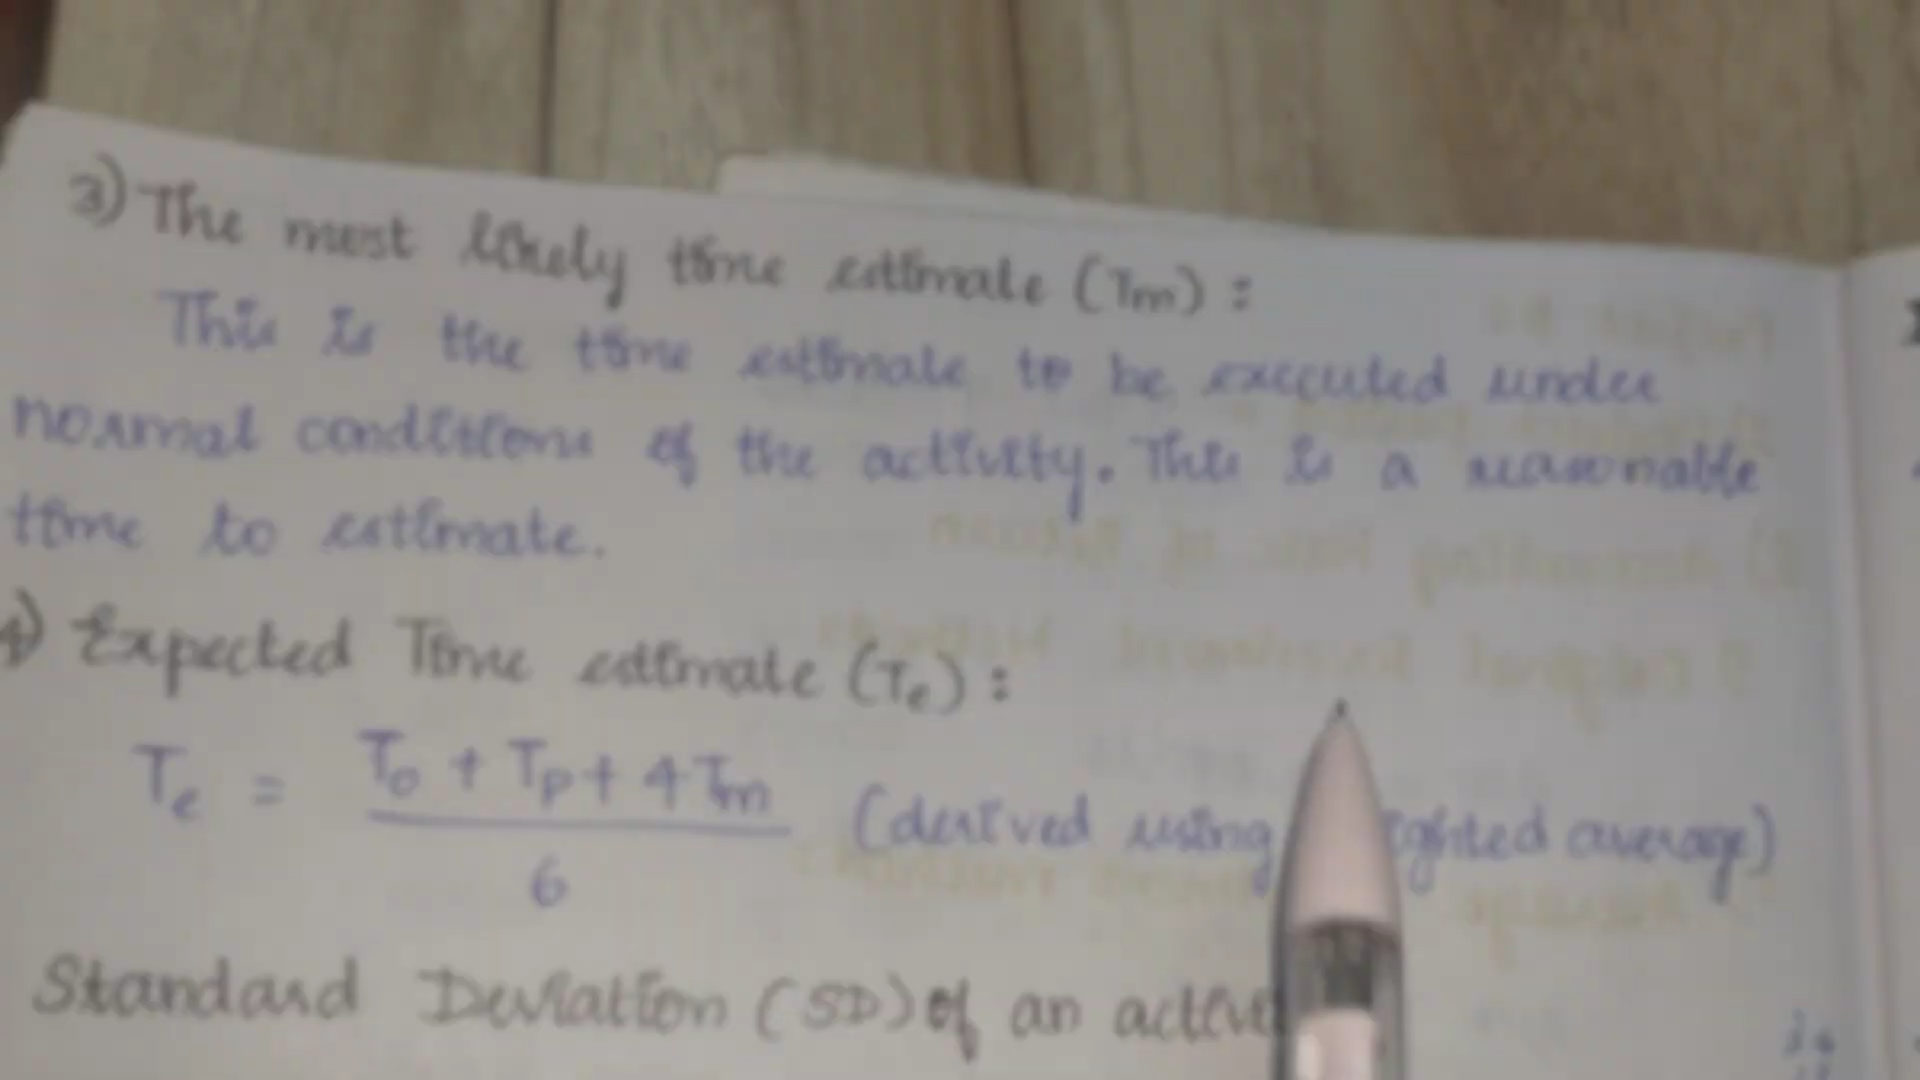 3) The most likely time estimate (Tm) :
This is the time estimate to be executed under
normal conditions of the activity. This is a reasonable
time to estimate.
4) Expected Time estimate (Te) :
Te = To + Tp + 4Tm / 6 (derived using ighted average)
Standard Deviation (SD) of an activi